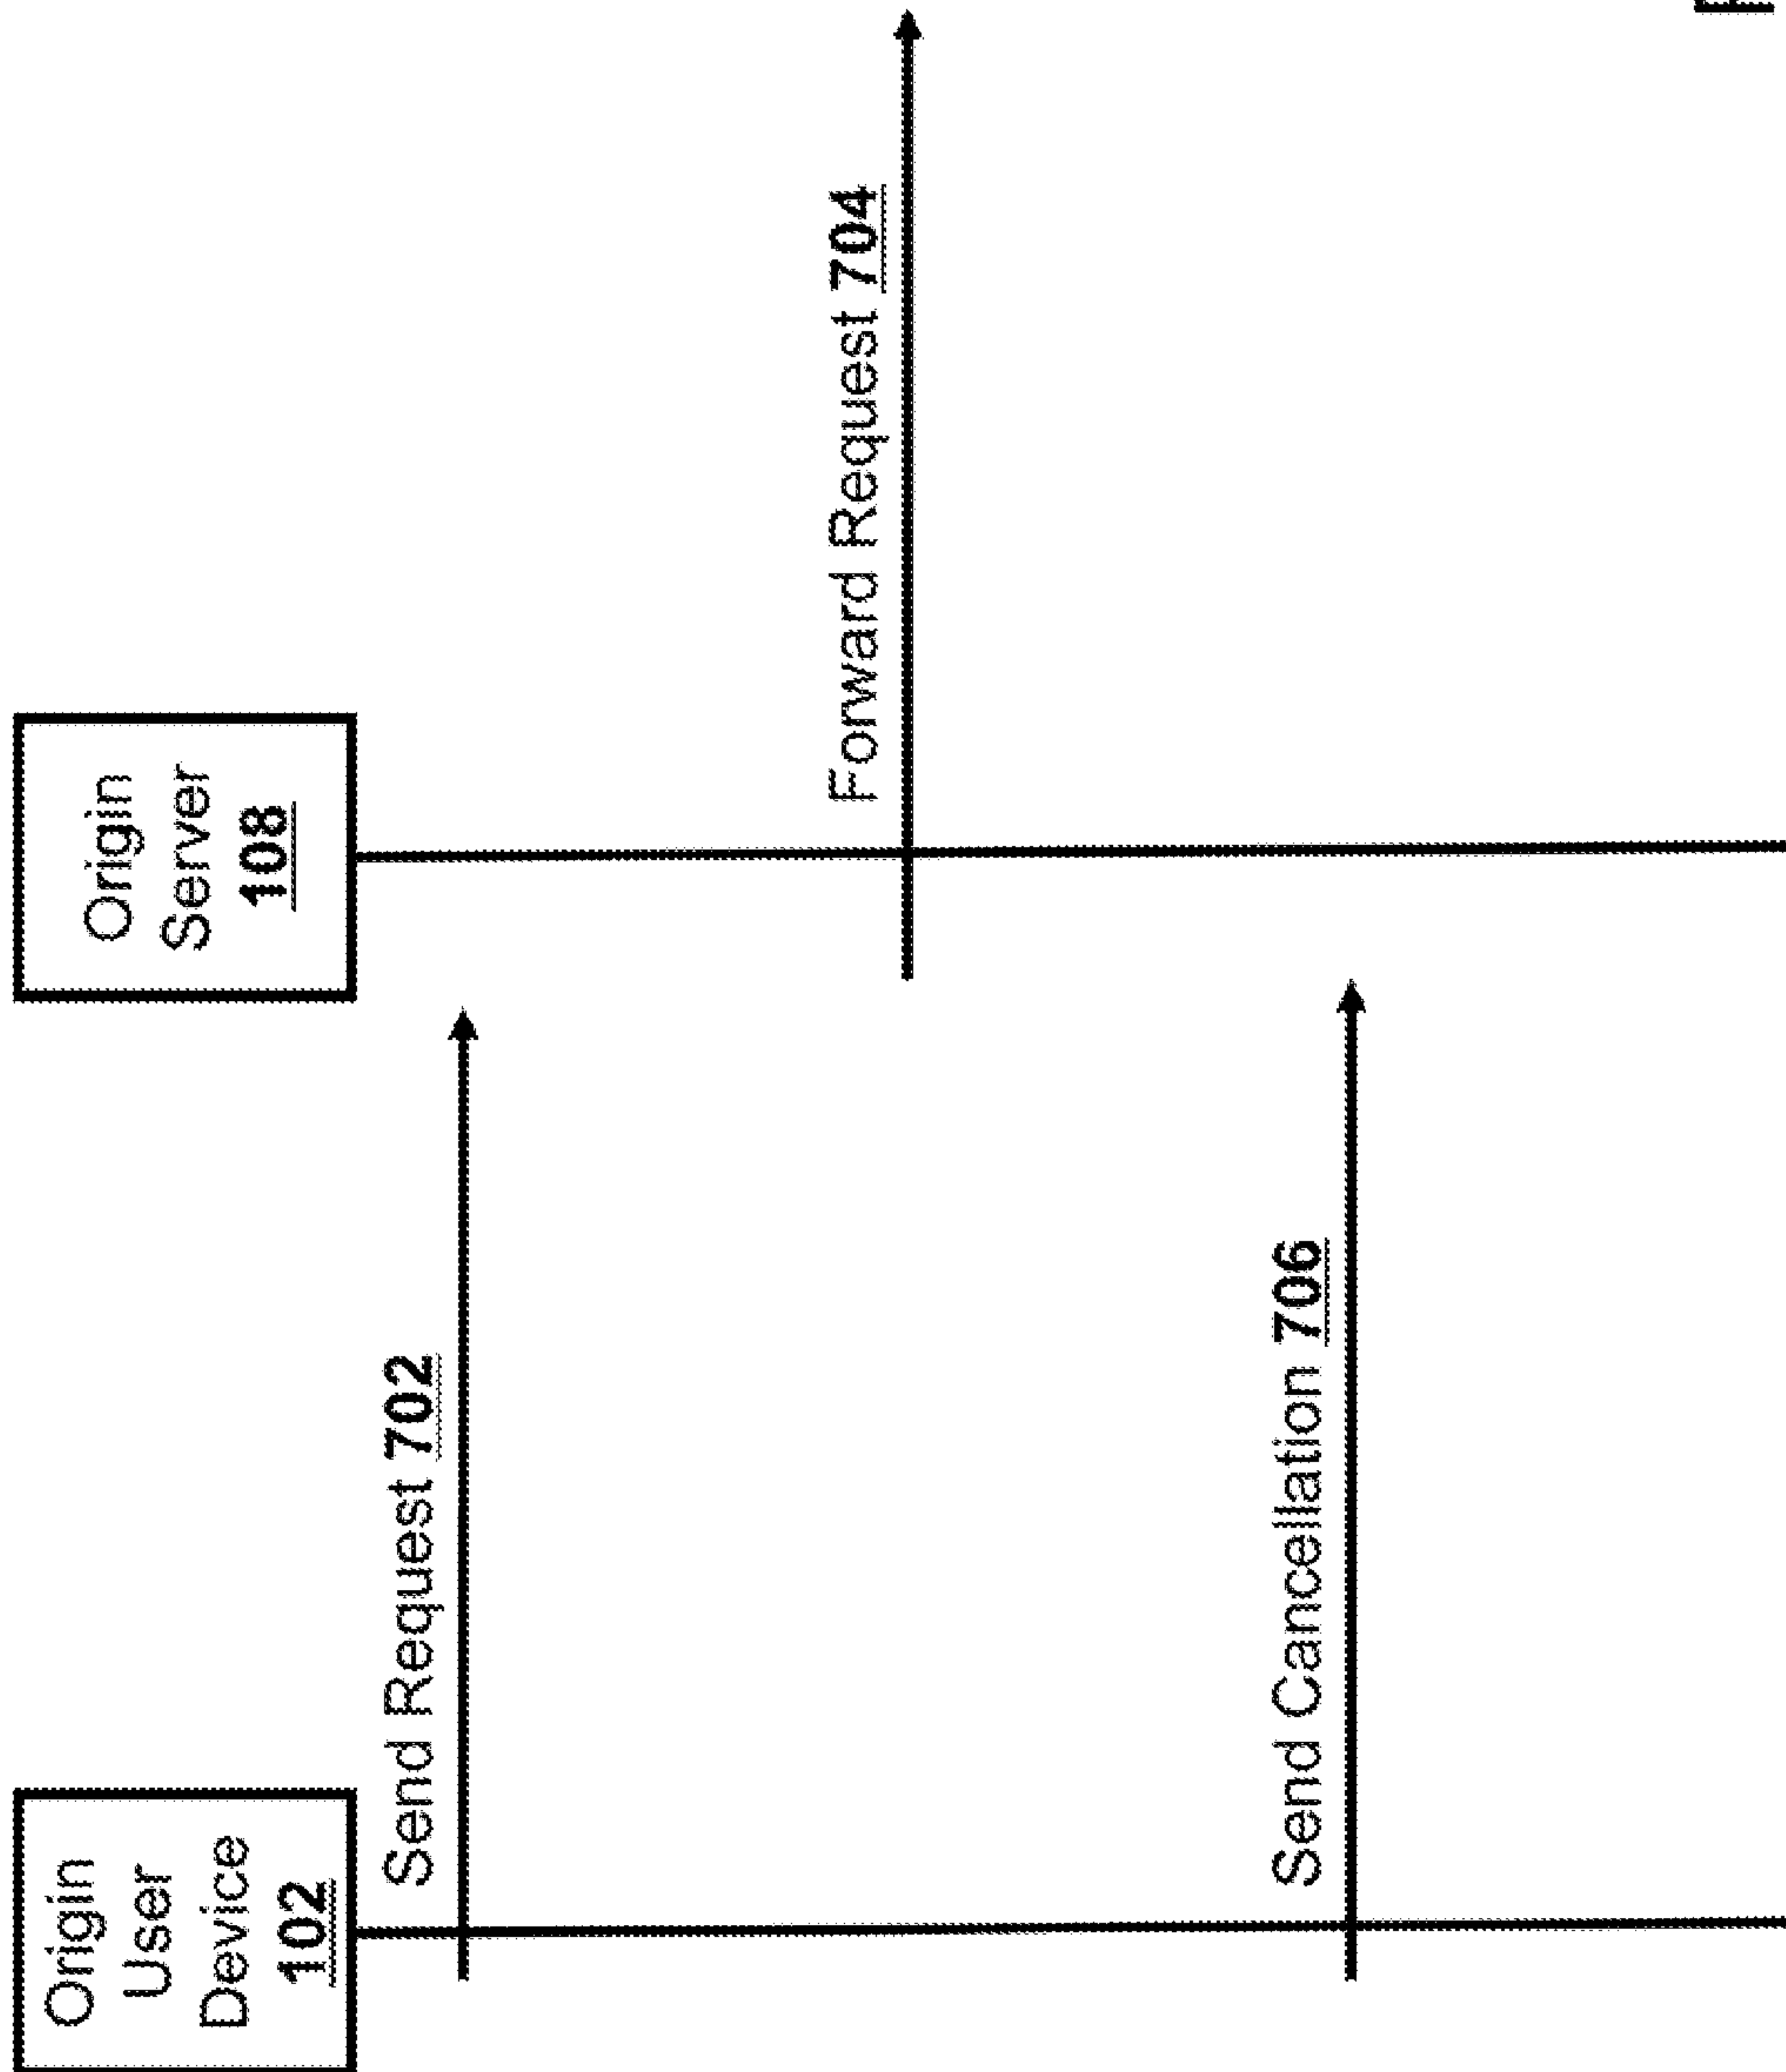 Origin
User
Device
102
Origin
Server
108
Send Request 702
Forward Request 704
Send Cancellation 706